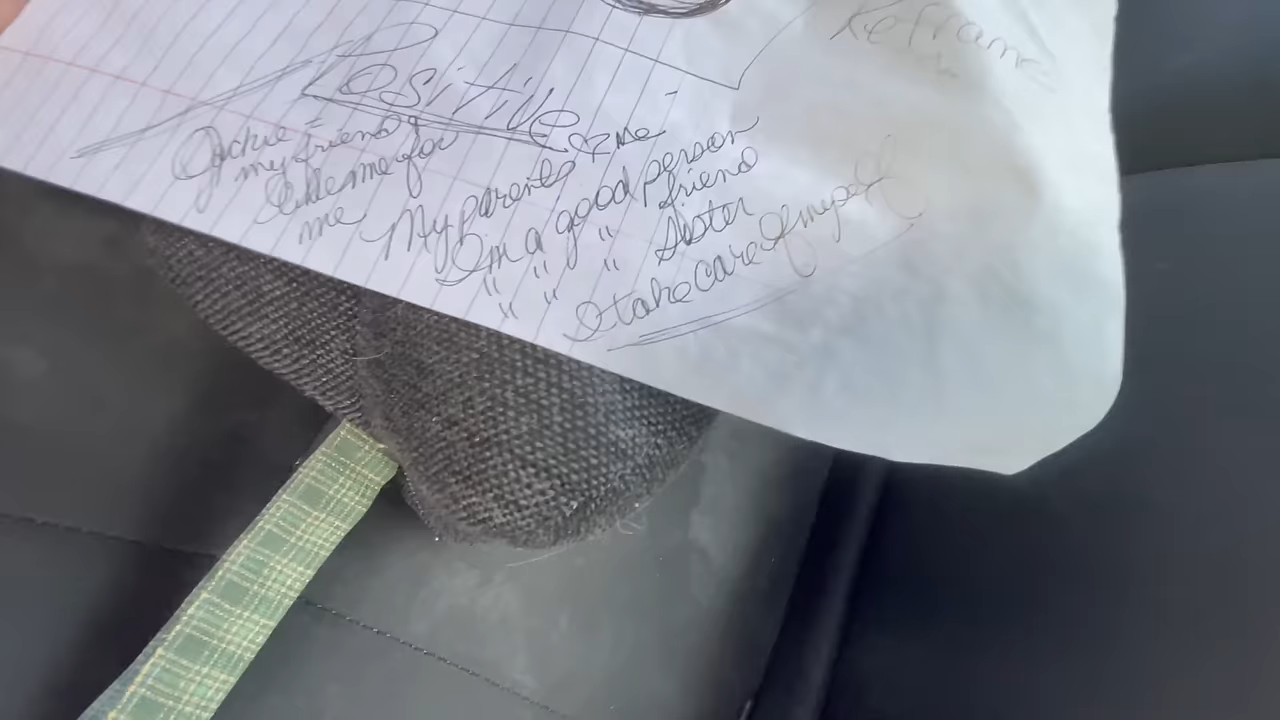 Reframe
Positive
Jackie =
my friend
likes me for
me
My parents ♡ me
I'm a good person
" " " friend
" " " Sister
I take care of myself